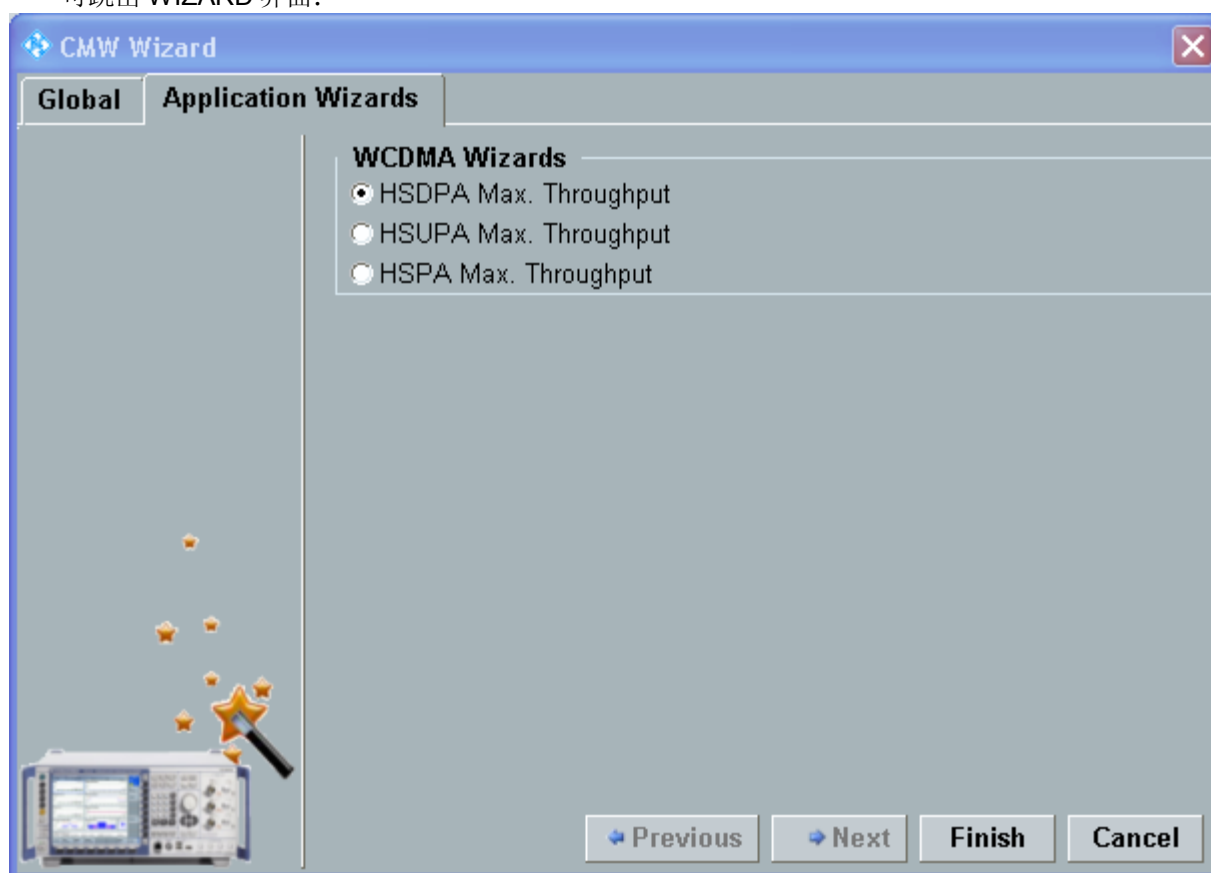 WIZARD
CMW Wizard
Global Application Wizards
WCDMA Wizards
HSDPA Max. Throughput
HSUPA Max. Throughput
HSPA Max. Throughput
Previous Next Finish Cancel